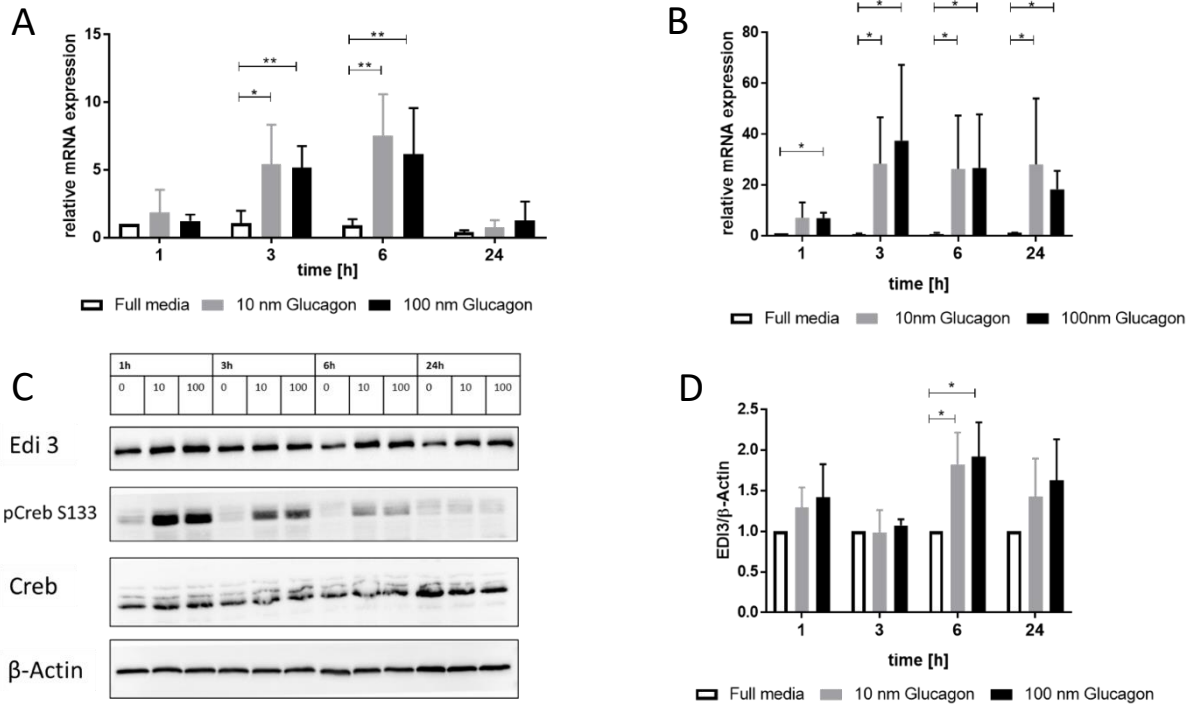 A
relative mRNA expression
15
10
5
0
** ** * **
** *
1 3 6 24
time [h]
Full media 10 nm Glucagon 100 nm Glucagon
B
relative mRNA expression
80
60
40
20
0
* * *
* * *
*
1 3 6 24
time [h]
Full media 10nm Glucagon 100nm Glucagon
C
1h 3h 6h 24h
0 10 100 0 10 100 0 10 100 0 10 100
Edi 3
pCreb S133
Creb
β-Actin
D
EDI3/β-Actin
2.5
2.0
1.5
1.0
0.5
0.0
*
*
1 3 6 24
time [h]
Full media 10 nm Glucagon 100 nm Glucagon